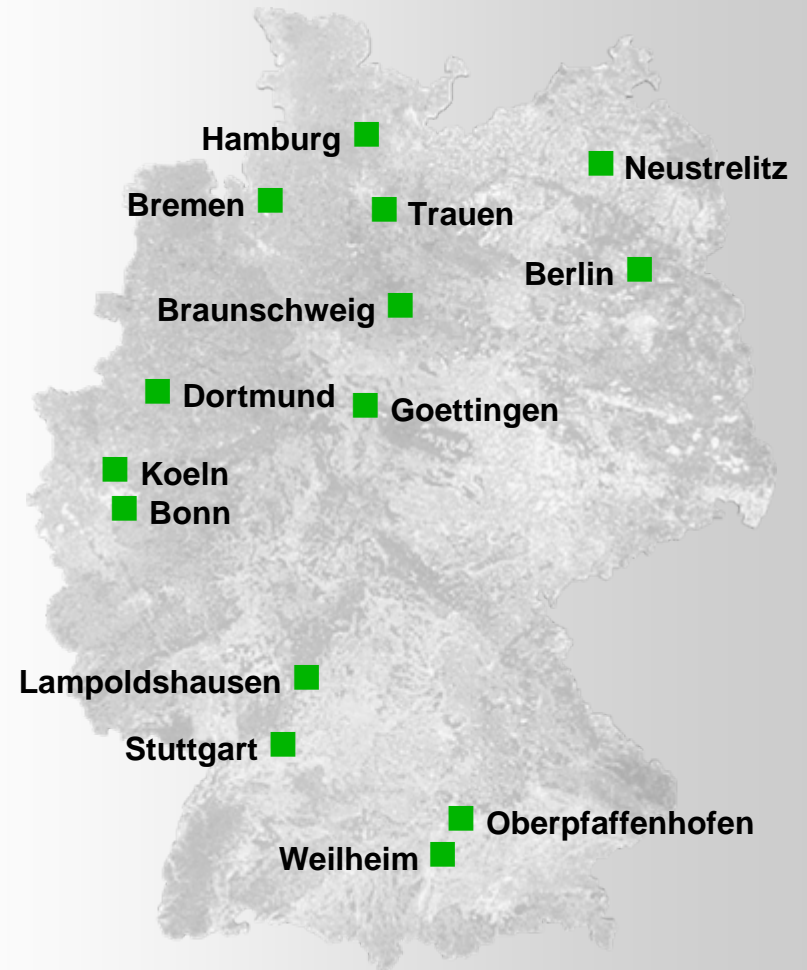 Hamburg
Neustrelitz
Bremen
Trauen
Berlin
Braunschweig
Dortmund
Goettingen
Koeln
Bonn
Lampoldshausen
Stuttgart
Oberpfaffenhofen
Weilheim